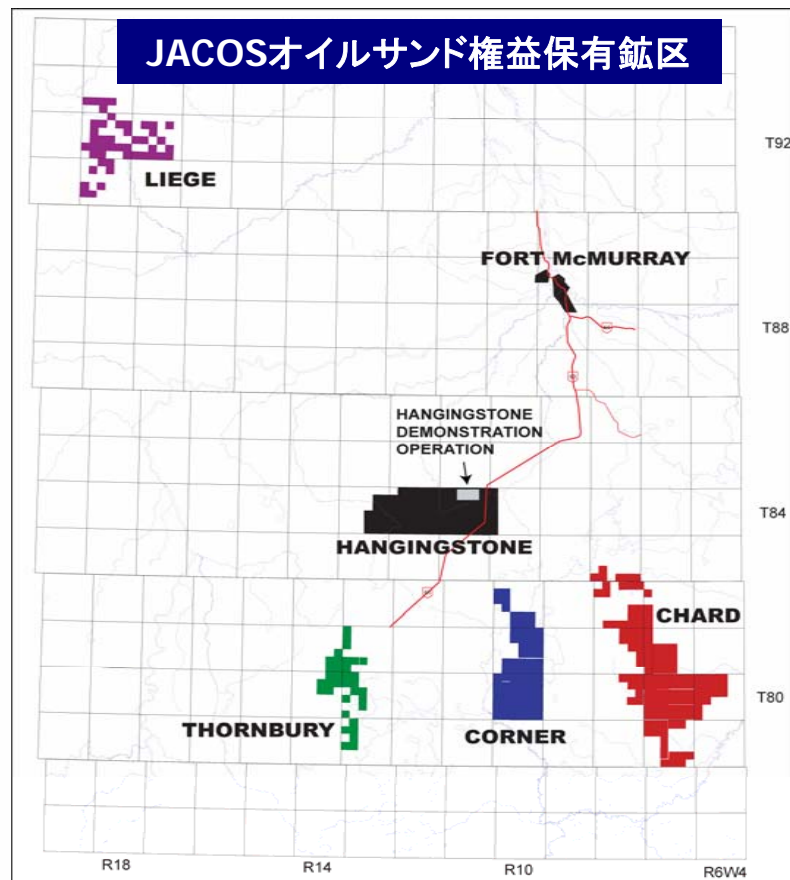 JACOSオイルサンド権益保有鉱区
T92
LIEGE
FORT McMURRAY
T88
HANGINGSTONE
DEMONSTRATION
OPERATION
T84
HANGINGSTONE
CHARD
T80
THORNBURY
CORNER
R18
R14
R10
R6W4